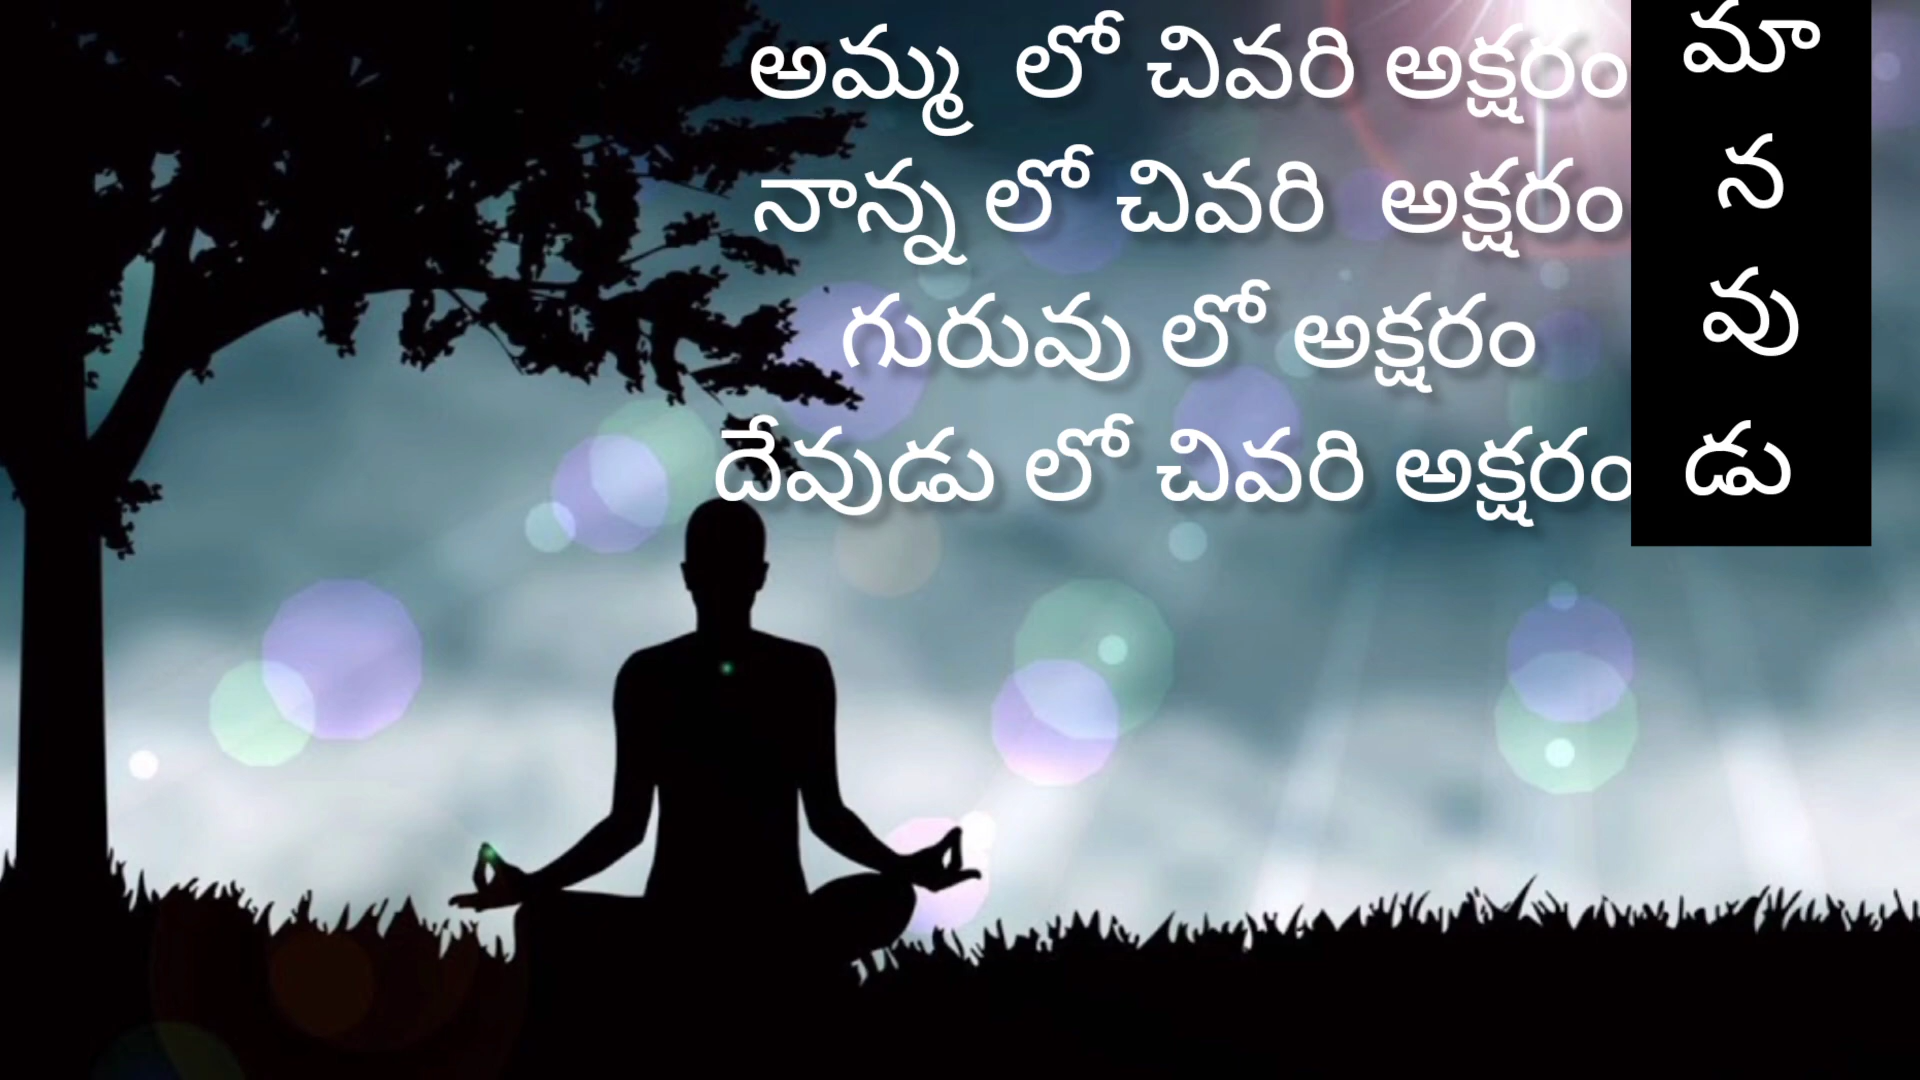 అమ్మ లో చివరి అక్షరం మా
నాన్న లో చివరి అక్షరం న
గురువు లో అక్షరం వు
దేవుడు లో చివరి అక్షరం డు